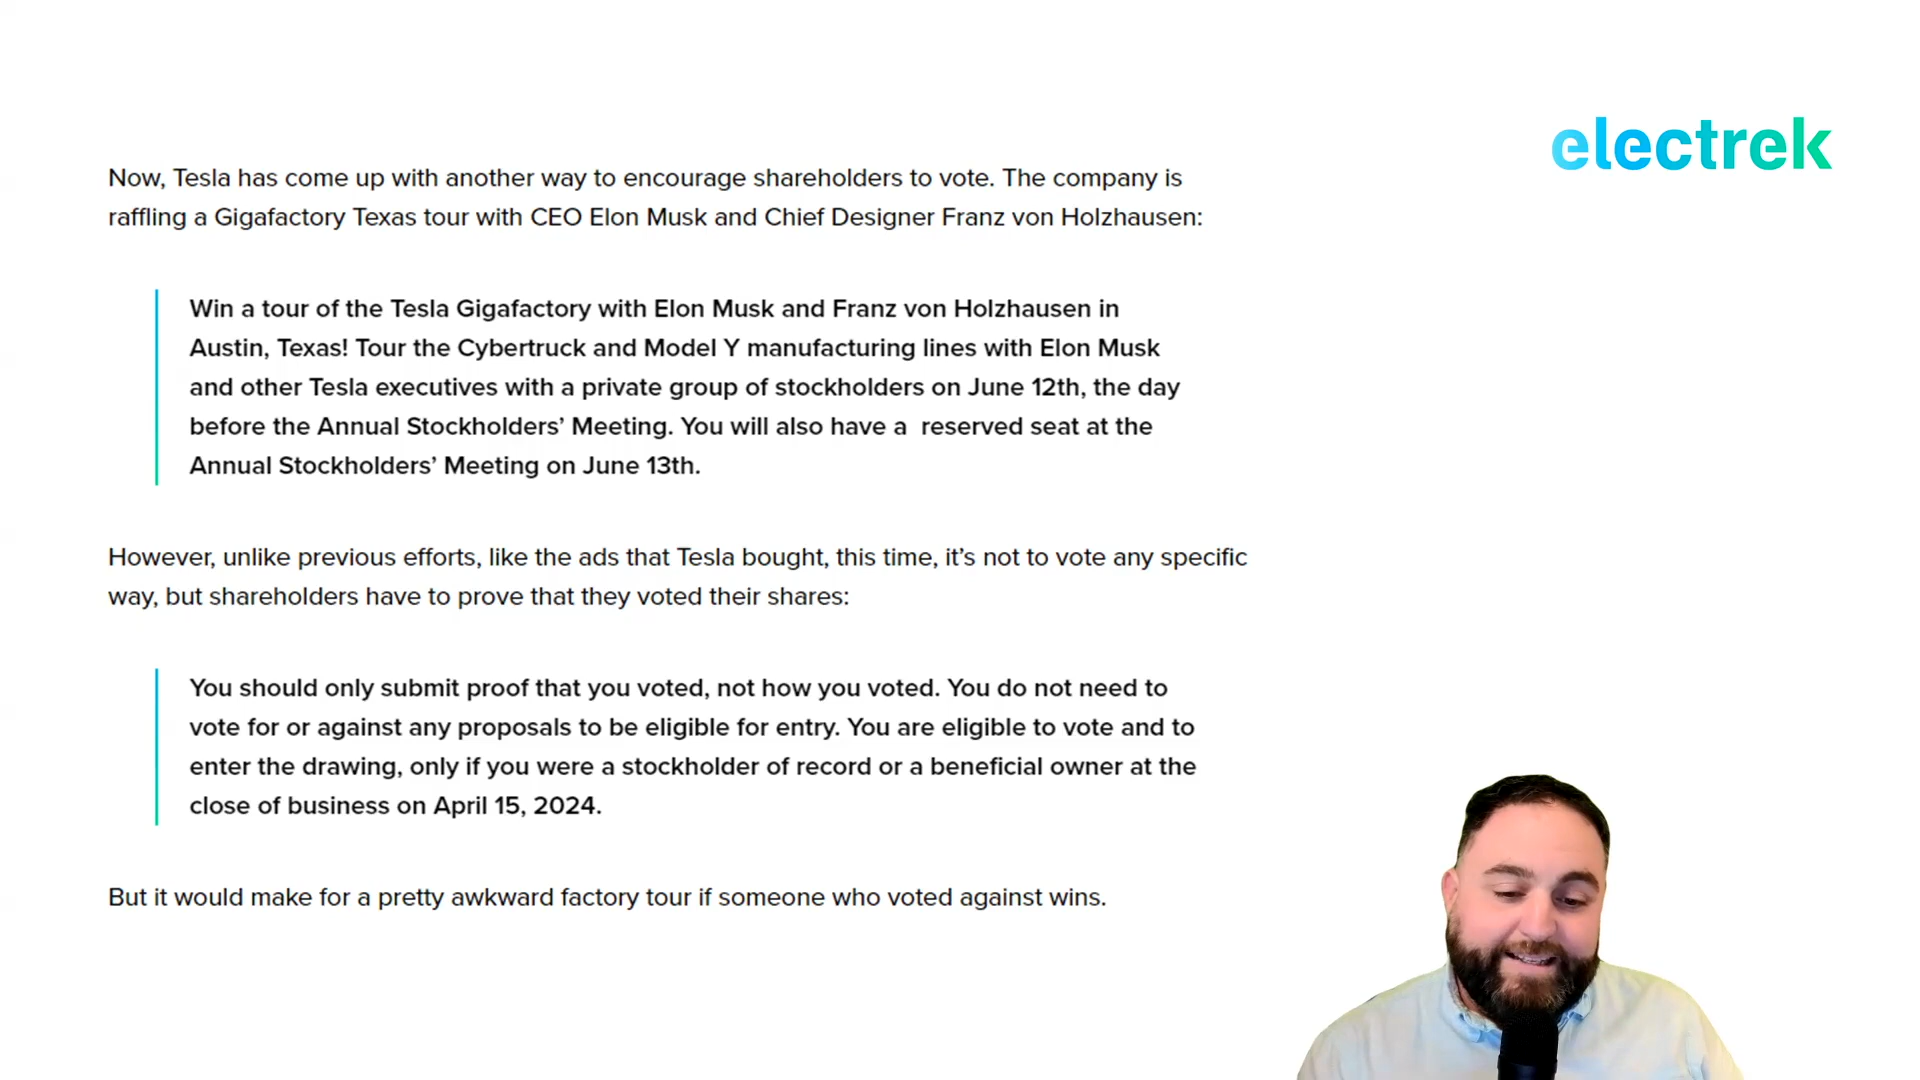 electrek
Now, Tesla has come up with another way to encourage shareholders to vote. The company is
raffling a Gigafactory Texas tour with CEO Elon Musk and Chief Designer Franz von Holzhausen:
Win a tour of the Tesla Gigafactory with Elon Musk and Franz von Holzhausen in
Austin, Texas! Tour the Cybertruck and Model Y manufacturing lines with Elon Musk
and other Tesla executives with a private group of stockholders on June 12th, the day
before the Annual Stockholders’ Meeting. You will also have a  reserved seat at the
Annual Stockholders’ Meeting on June 13th.
However, unlike previous efforts, like the ads that Tesla bought, this time, it’s not to vote any specific
way, but shareholders have to prove that they voted their shares:
You should only submit proof that you voted, not how you voted. You do not need to
vote for or against any proposals to be eligible for entry. You are eligible to vote and to
enter the drawing, only if you were a stockholder of record or a beneficial owner at the
close of business on April 15, 2024.
But it would make for a pretty awkward factory tour if someone who voted against wins.